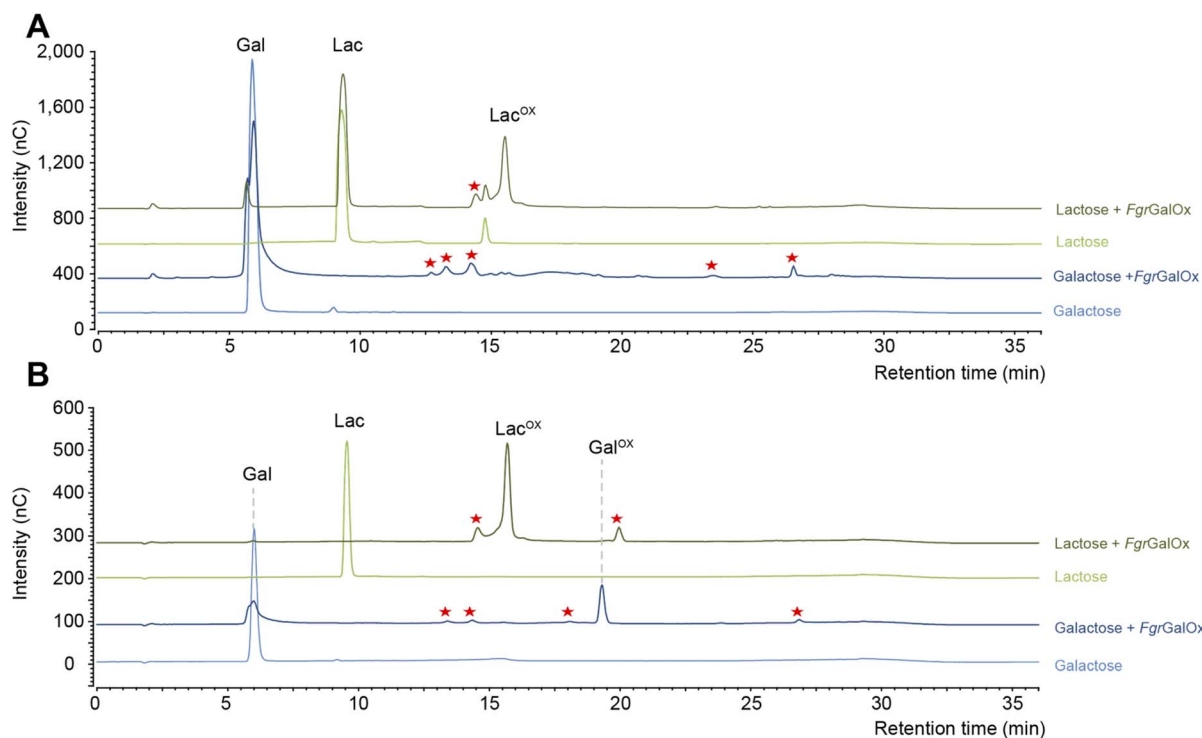 A
Gal
Lac
Lac^OX
2,000
1,600
1,200
800
400
0
Intensity (nC)
Lactose + FgrGalOx
Lactose
Galactose +FgrGalOx
Galactose
0 5 10 15 20 25 30 35
Retention time (min)
B
Gal
Lac
Lac^OX
Gal^OX
600
500
400
300
200
100
0
Intensity (nC)
Lactose + FgrGalOx
Lactose
Galactose + FgrGalOx
Galactose
0 5 10 15 20 25 30 35
Retention time (min)